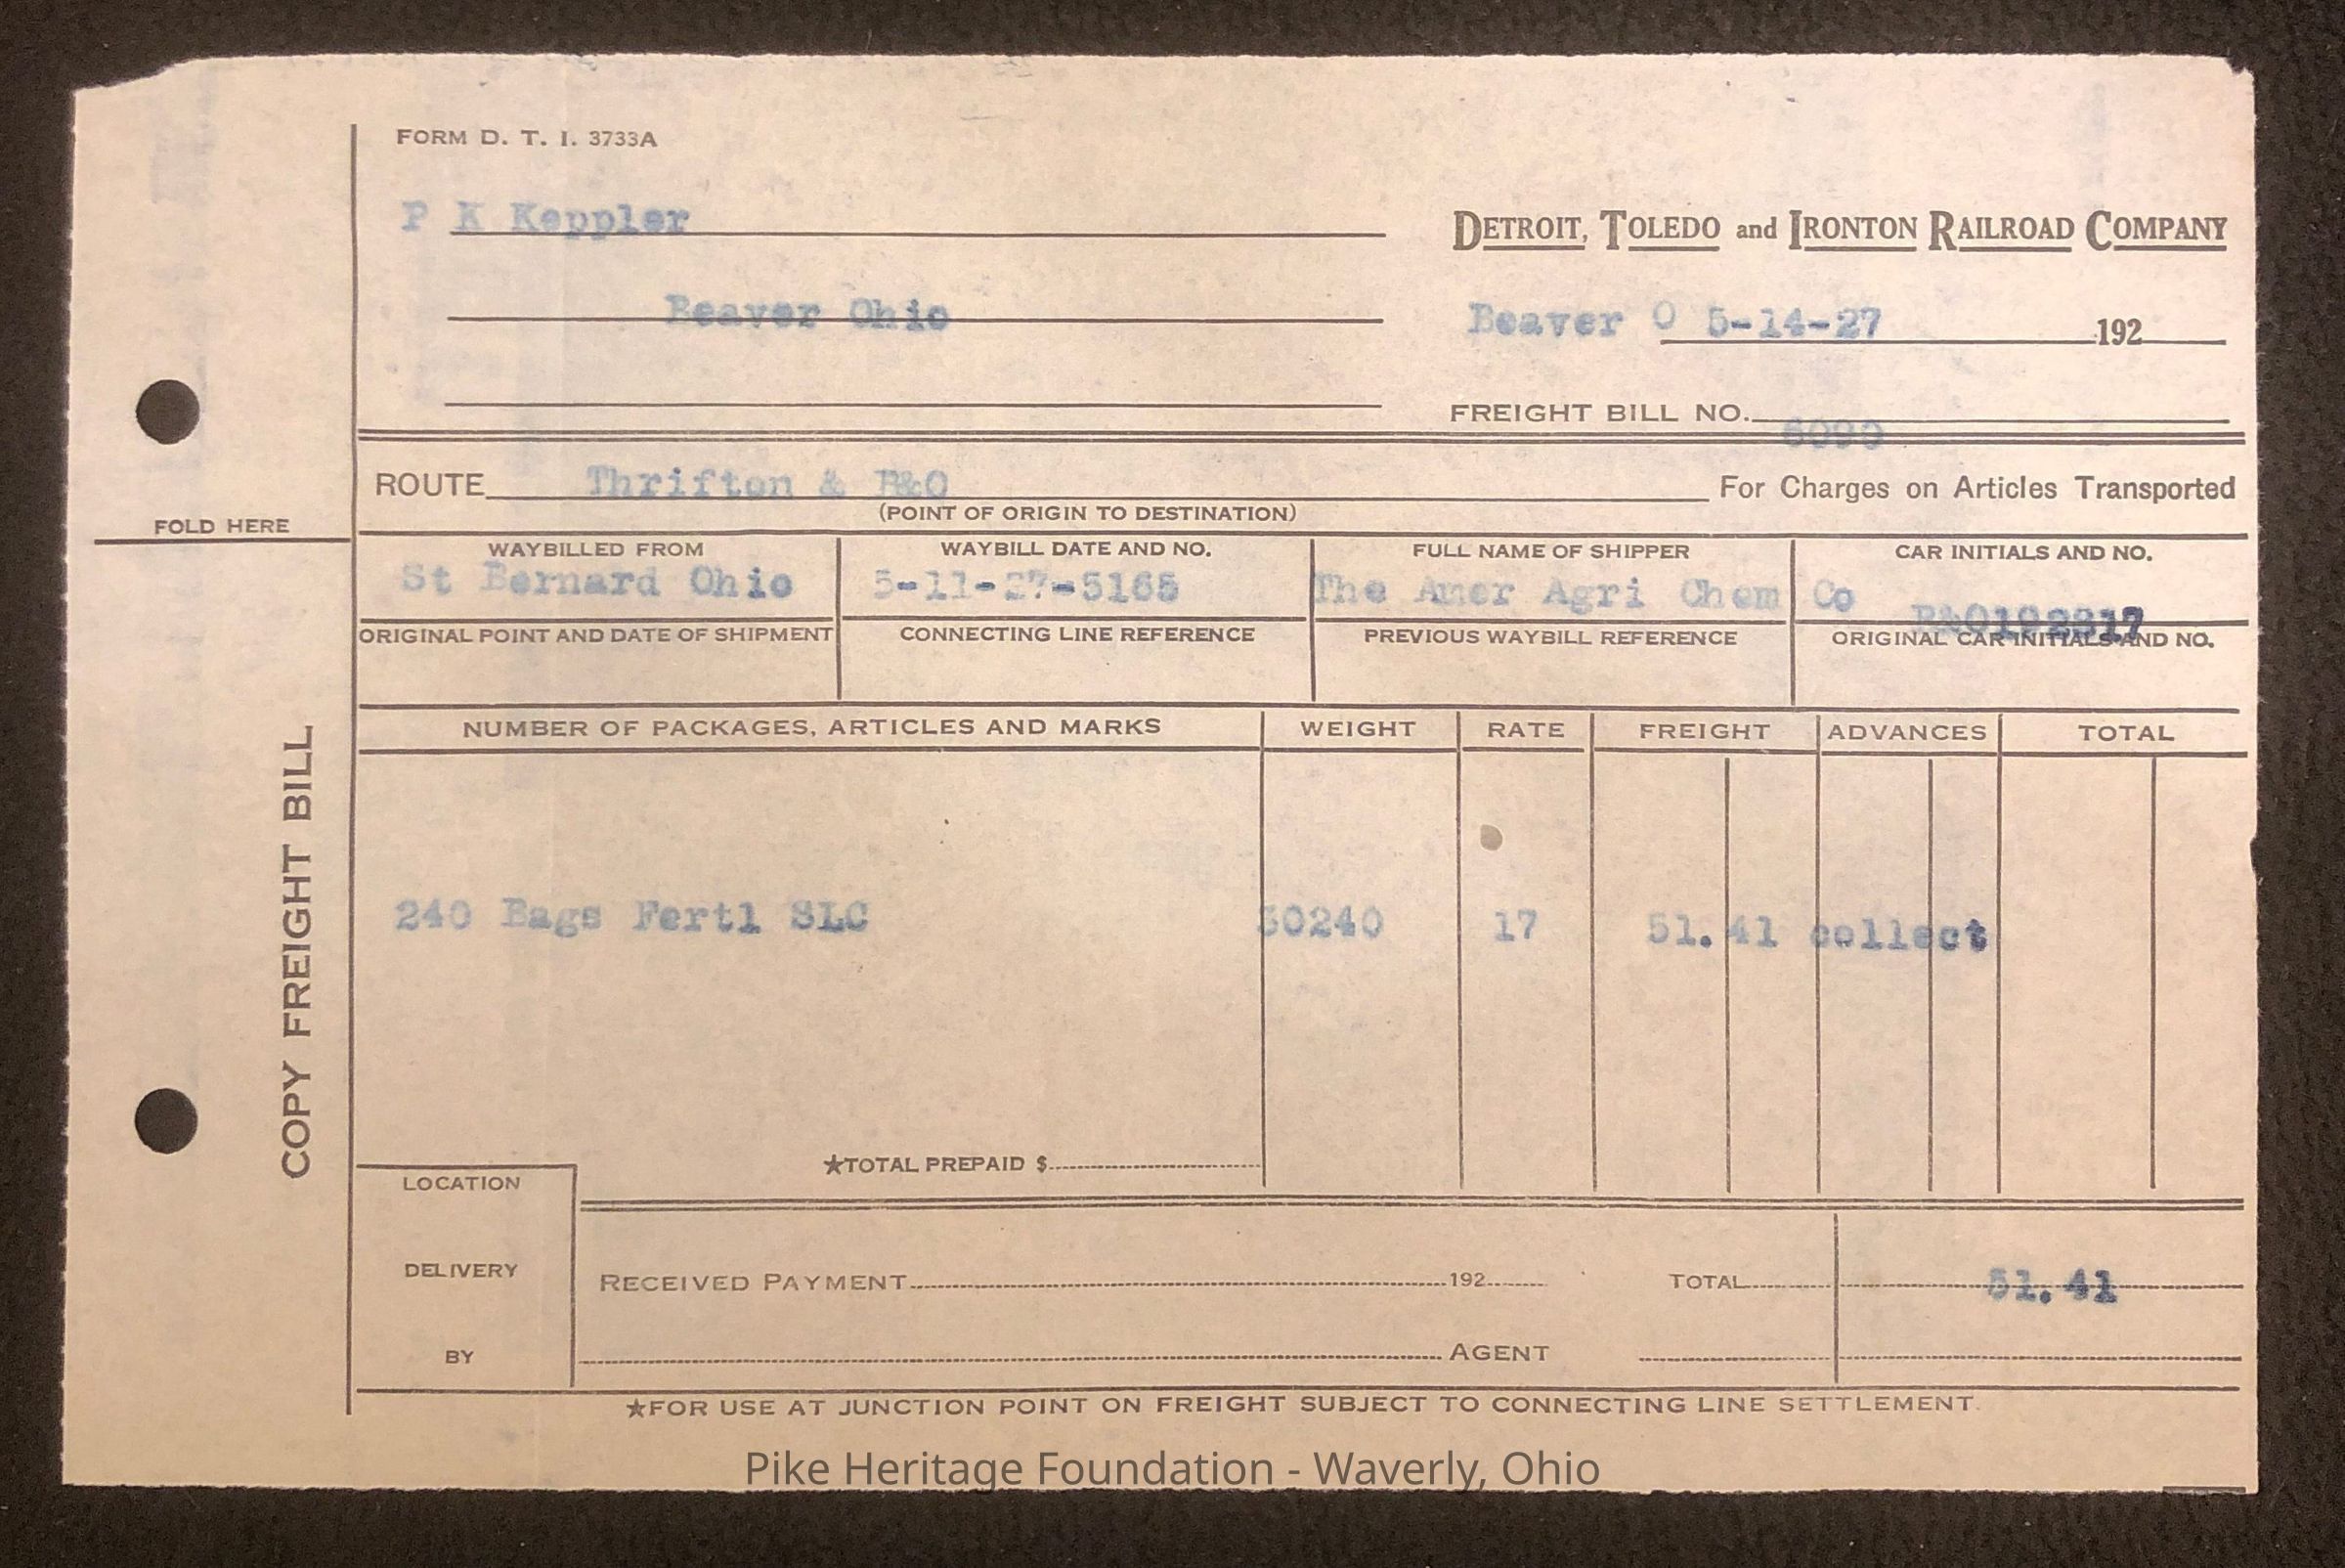 FORM D. T. I. 3733A
P K Keppler
DETROIT, TOLEDO and IRONTON RAILROAD COMPANY
Beaver Ohio
Beaver O 5-14-27 192
FREIGHT BILL NO. 6090
ROUTE Thrifton & B&O For Charges on Articles Transported
(POINT OF ORIGIN TO DESTINATION)
FOLD HERE
WAYBILLED FROM WAYBILL DATE AND NO. FULL NAME OF SHIPPER CAR INITIALS AND NO.
St Bernard Ohio 5-11-27-5165 The Amer Agri Chem Co B&O192817
ORIGINAL POINT AND DATE OF SHIPMENT CONNECTING LINE REFERENCE PREVIOUS WAYBILL REFERENCE ORIGINAL CAR INITIALS AND NO.
NUMBER OF PACKAGES, ARTICLES AND MARKS WEIGHT RATE FREIGHT ADVANCES TOTAL
COPY FREIGHT BILL
240 Bags Fertl SLC 30240 17 51.41 collect
★TOTAL PREPAID $
LOCATION
DELIVERY
RECEIVED PAYMENT 192 TOTAL 51.41
BY
AGENT
★FOR USE AT JUNCTION POINT ON FREIGHT SUBJECT TO CONNECTING LINE SETTLEMENT.
Pike Heritage Foundation - Waverly, Ohio